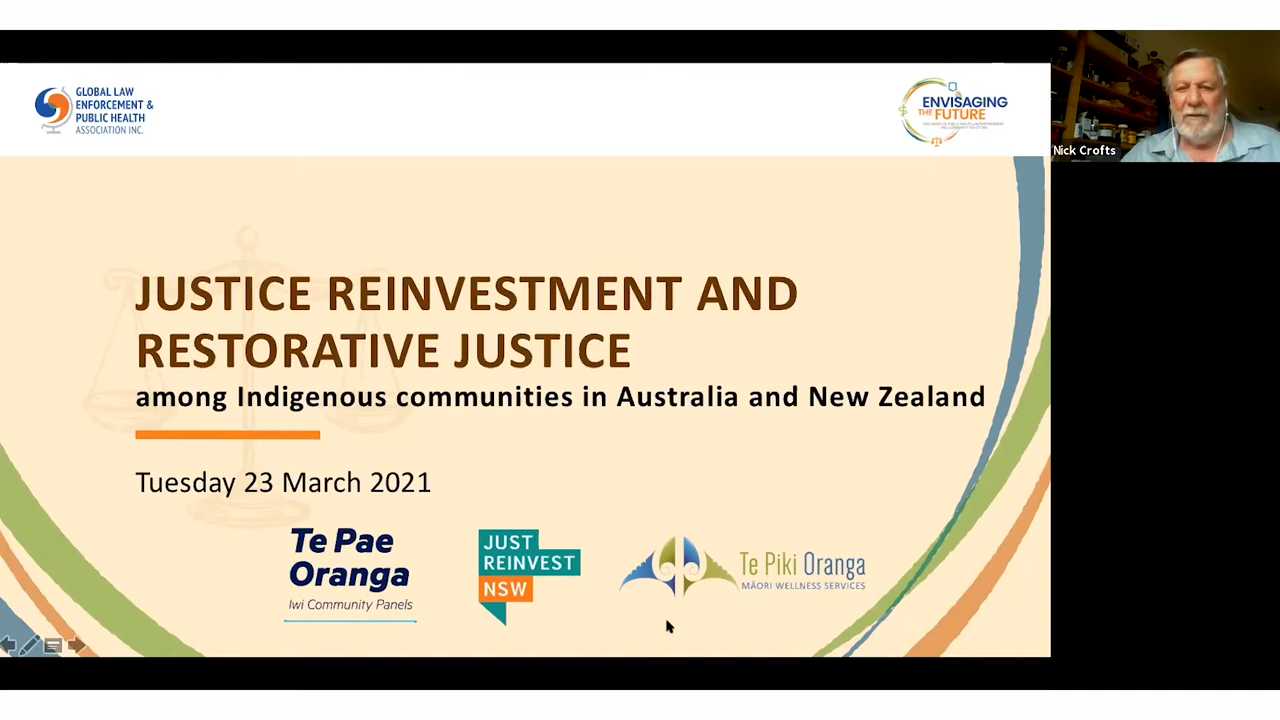 GLOBAL LAW
ENFORCEMENT &
PUBLIC HEALTH
ASSOCIATION INC.
ENVISAGING
THE FUTURE
Nick Crofts
JUSTICE REINVESTMENT AND
RESTORATIVE JUSTICE
among Indigenous communities in Australia and New Zealand
Tuesday 23 March 2021
Te Pae
Oranga
Iwi Community Panels
JUST
REINVEST
NSW
Te Piki Oranga
MĀORI WELLNESS SERVICES